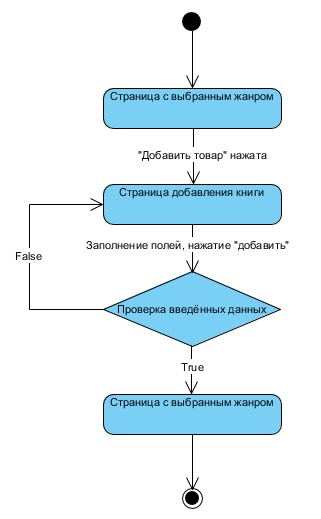 Страница с выбранным жанром
"Добавить товар" нажата
Страница добавления книги
Заполнение полей, нажатие "добавить"
False
Проверка введённых данных
True
Страница с выбранным жанром